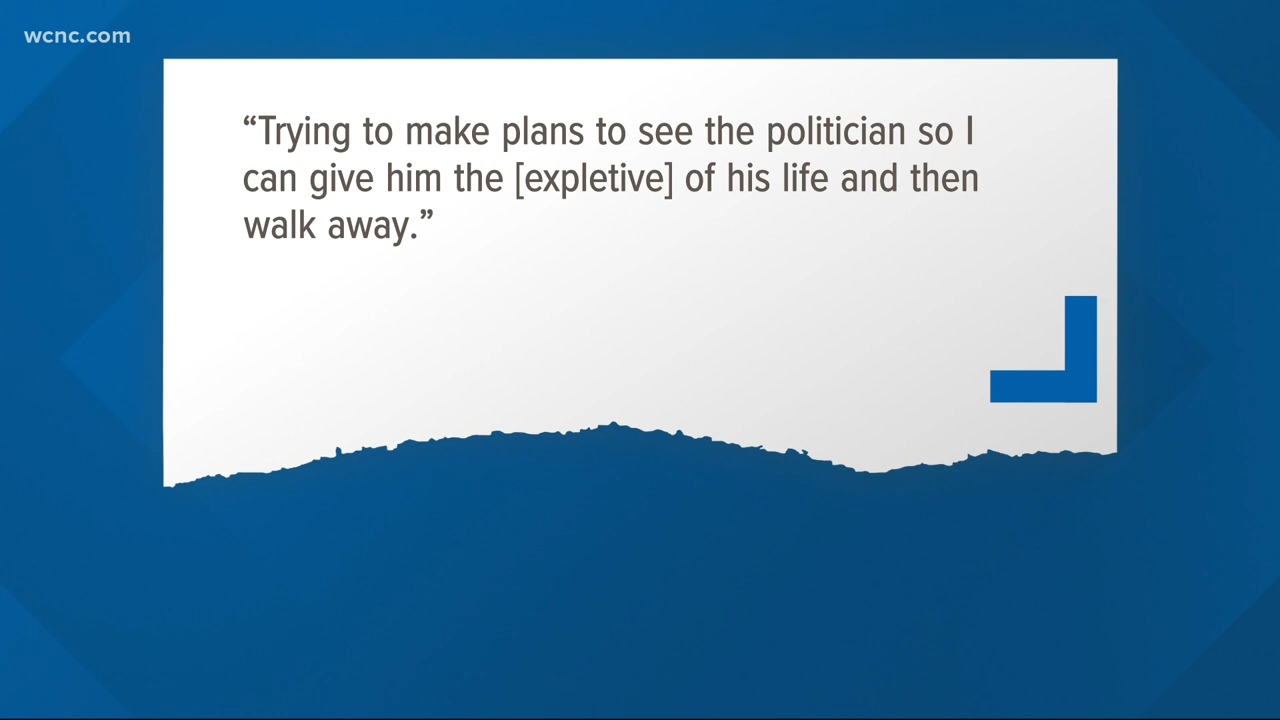 wcnc.com
“Trying to make plans to see the politician so I
can give him the [expletive] of his life and then
walk away.”